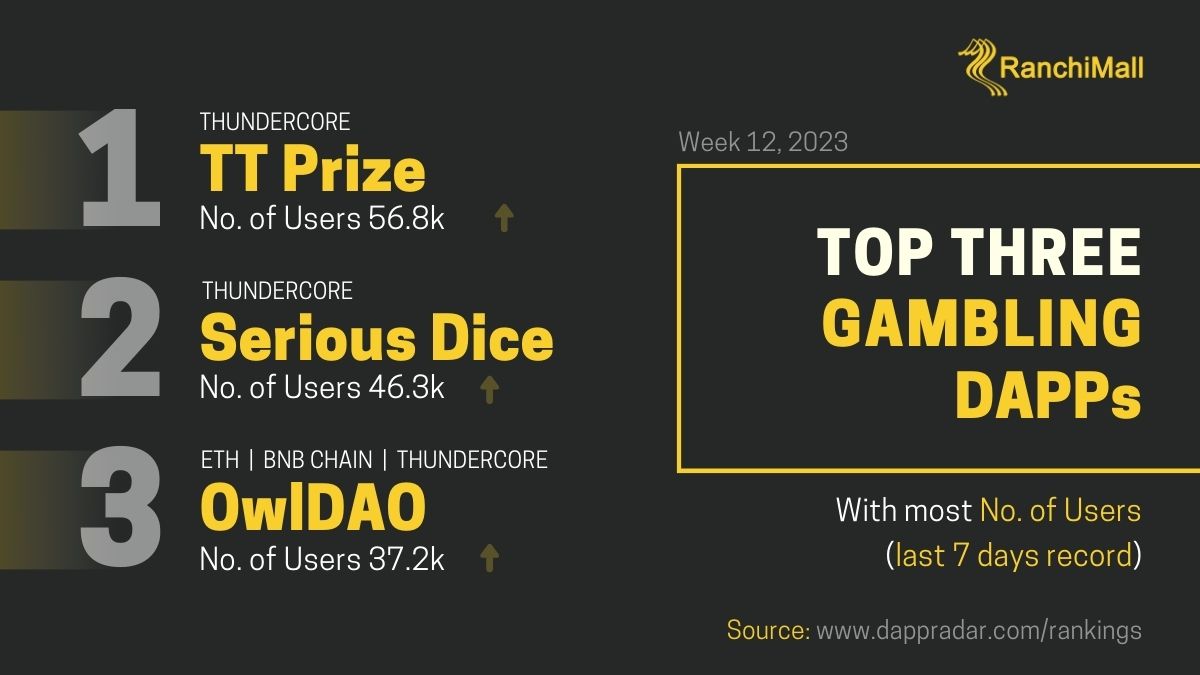 RanchiMall
1
THUNDERCORE
TT Prize
No. of Users 56.8k
2
THUNDERCORE
Serious Dice
No. of Users 46.3k
3
ETH | BNB CHAIN | THUNDERCORE
OwlDAO
No. of Users 37.2k
Week 12, 2023
TOP THREE
GAMBLING
DAPPs
With most No. of Users
(last 7 days record)
Source: www.dappradar.com/rankings